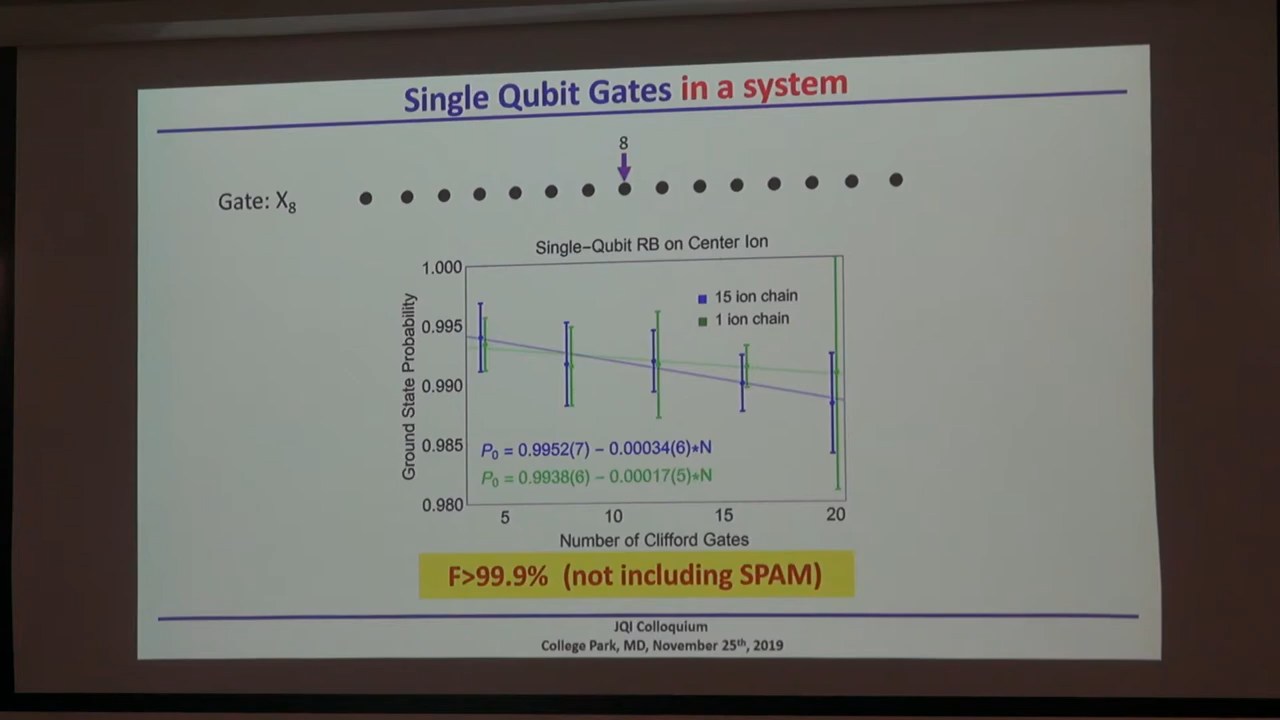 Single Qubit Gates in a system
8
Gate: X₈
Single−Qubit RB on Center Ion
Ground State Probability
1.000
0.995
0.990
0.985
0.980
15 ion chain
1 ion chain
P₀ = 0.9952(7) − 0.00034(6)*N
P₀ = 0.9938(6) − 0.00017(5)*N
5 10 15 20
Number of Clifford Gates
F>99.9% (not including SPAM)
JQI Colloquium
College Park, MD, November 25th, 2019